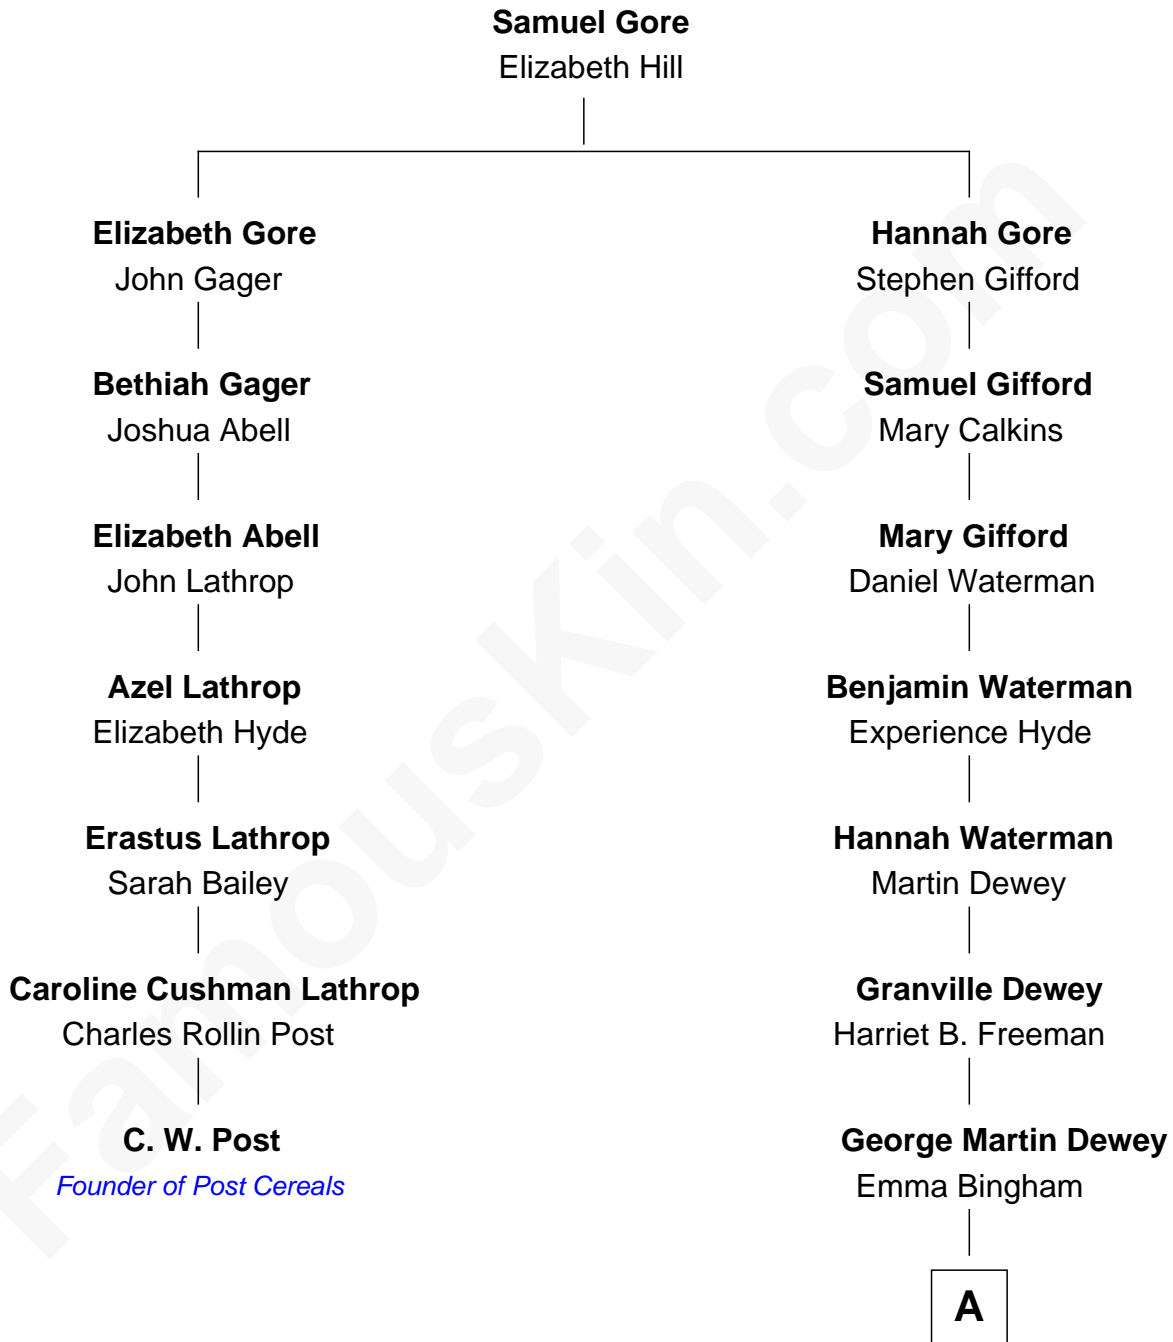 Samuel Gore
Elizabeth Hill
Elizabeth Gore
John Gager
Bethiah Gager
Joshua Abell
Elizabeth Abell
John Lathrop
Azel Lathrop
Elizabeth Hyde
Erastus Lathrop
Sarah Bailey
Caroline Cushman Lathrop
Charles Rollin Post
C. W. Post
Founder of Post Cereals
Hannah Gore
Stephen Gifford
Samuel Gifford
Mary Calkins
Mary Gifford
Daniel Waterman
Benjamin Waterman
Experience Hyde
Hannah Waterman
Martin Dewey
Granville Dewey
Harriet B. Freeman
George Martin Dewey
Emma Bingham
A
FamousKin.com